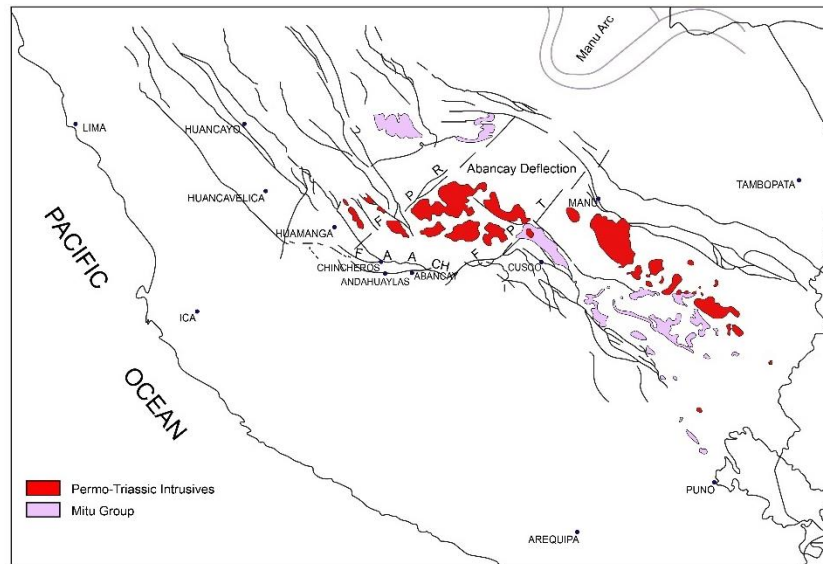 Manu Arc
LIMA
HUANCAYO
Abancay Deflection
TAMBOPATA
HUANCAVELICA
MANU
HUAMANGA
F P R
F P T
F A A CH
CHINCHEROS
CUSCO
ANDAHUAYLAS
ABANCAY
PACIFIC
OCEAN
ICA
Permo-Triassic Intrusives
Mitu Group
PUNO
AREQUIPA